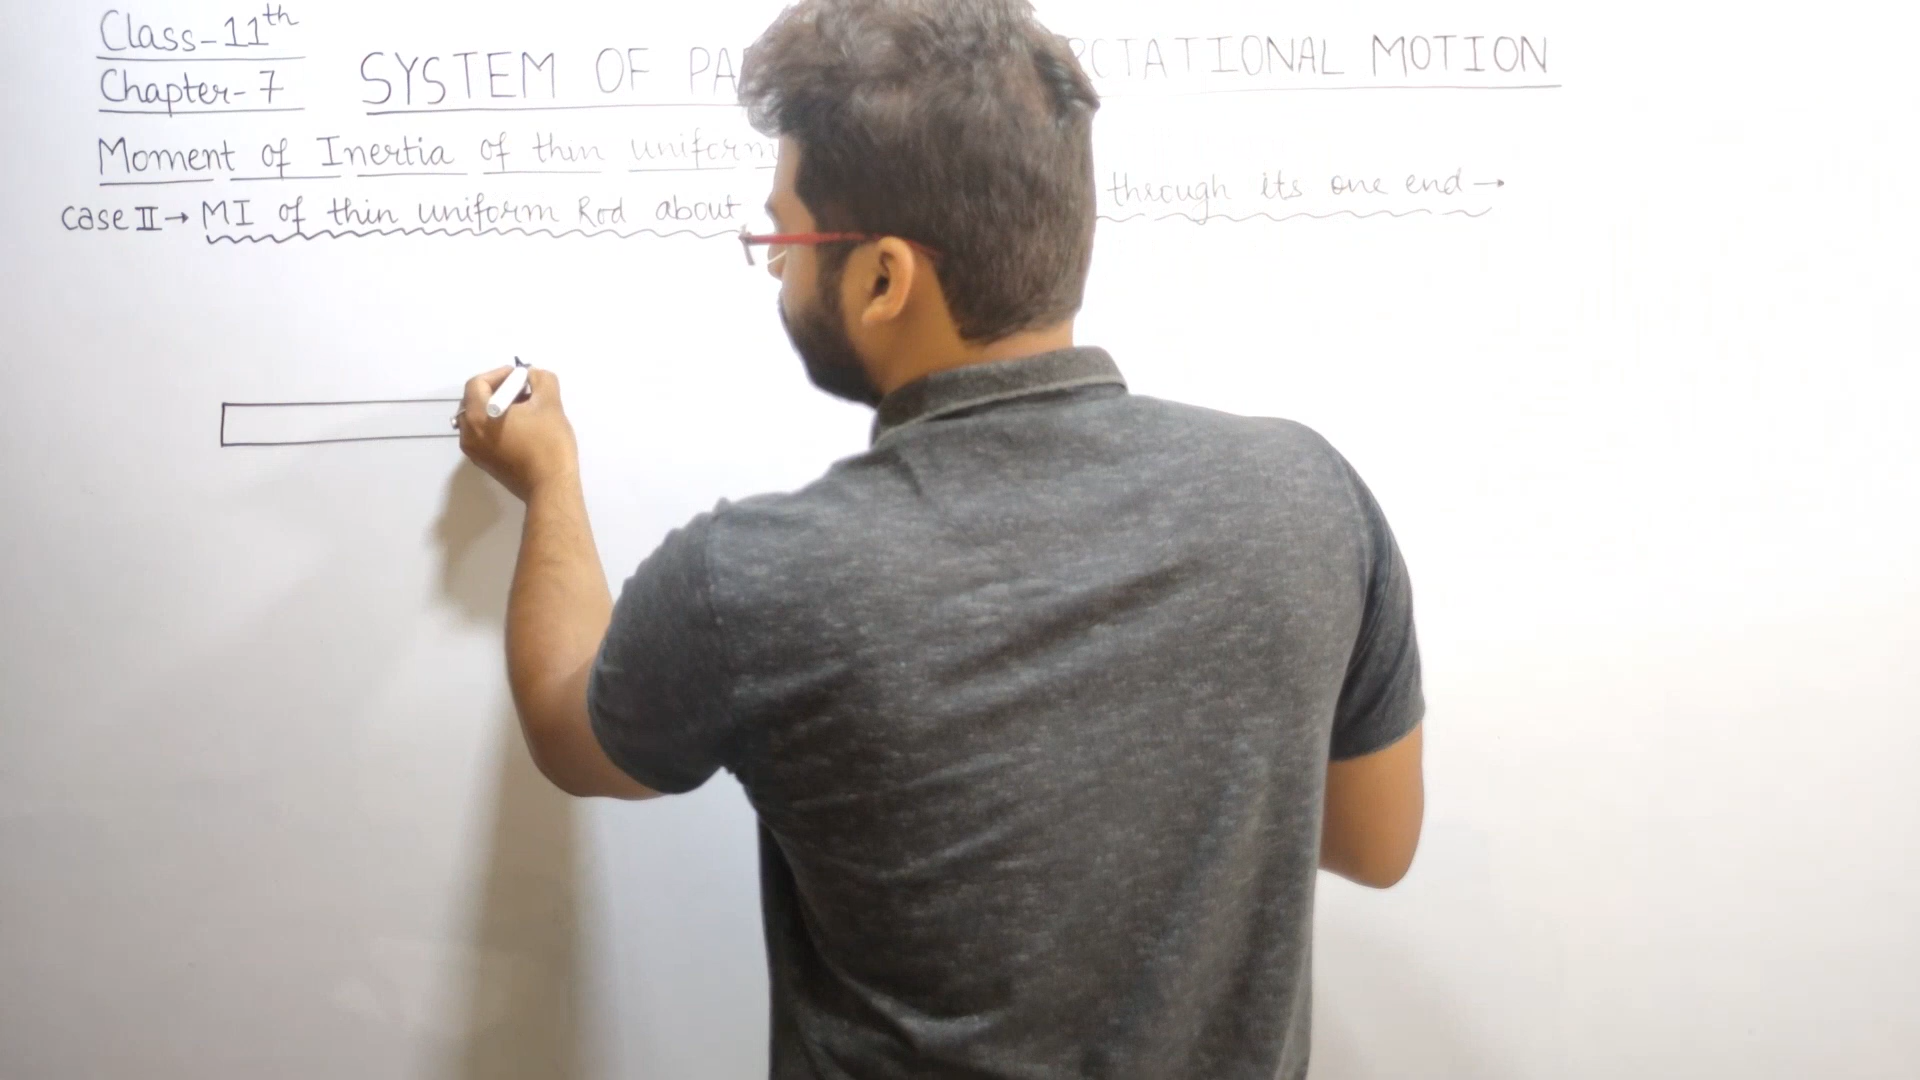 Class-11th
Chapter-7
SYSTEM OF PA ROTATIONAL MOTION
Moment of Inertia of thin uniform
case II→ MI of thin uniform Rod about through its one end→